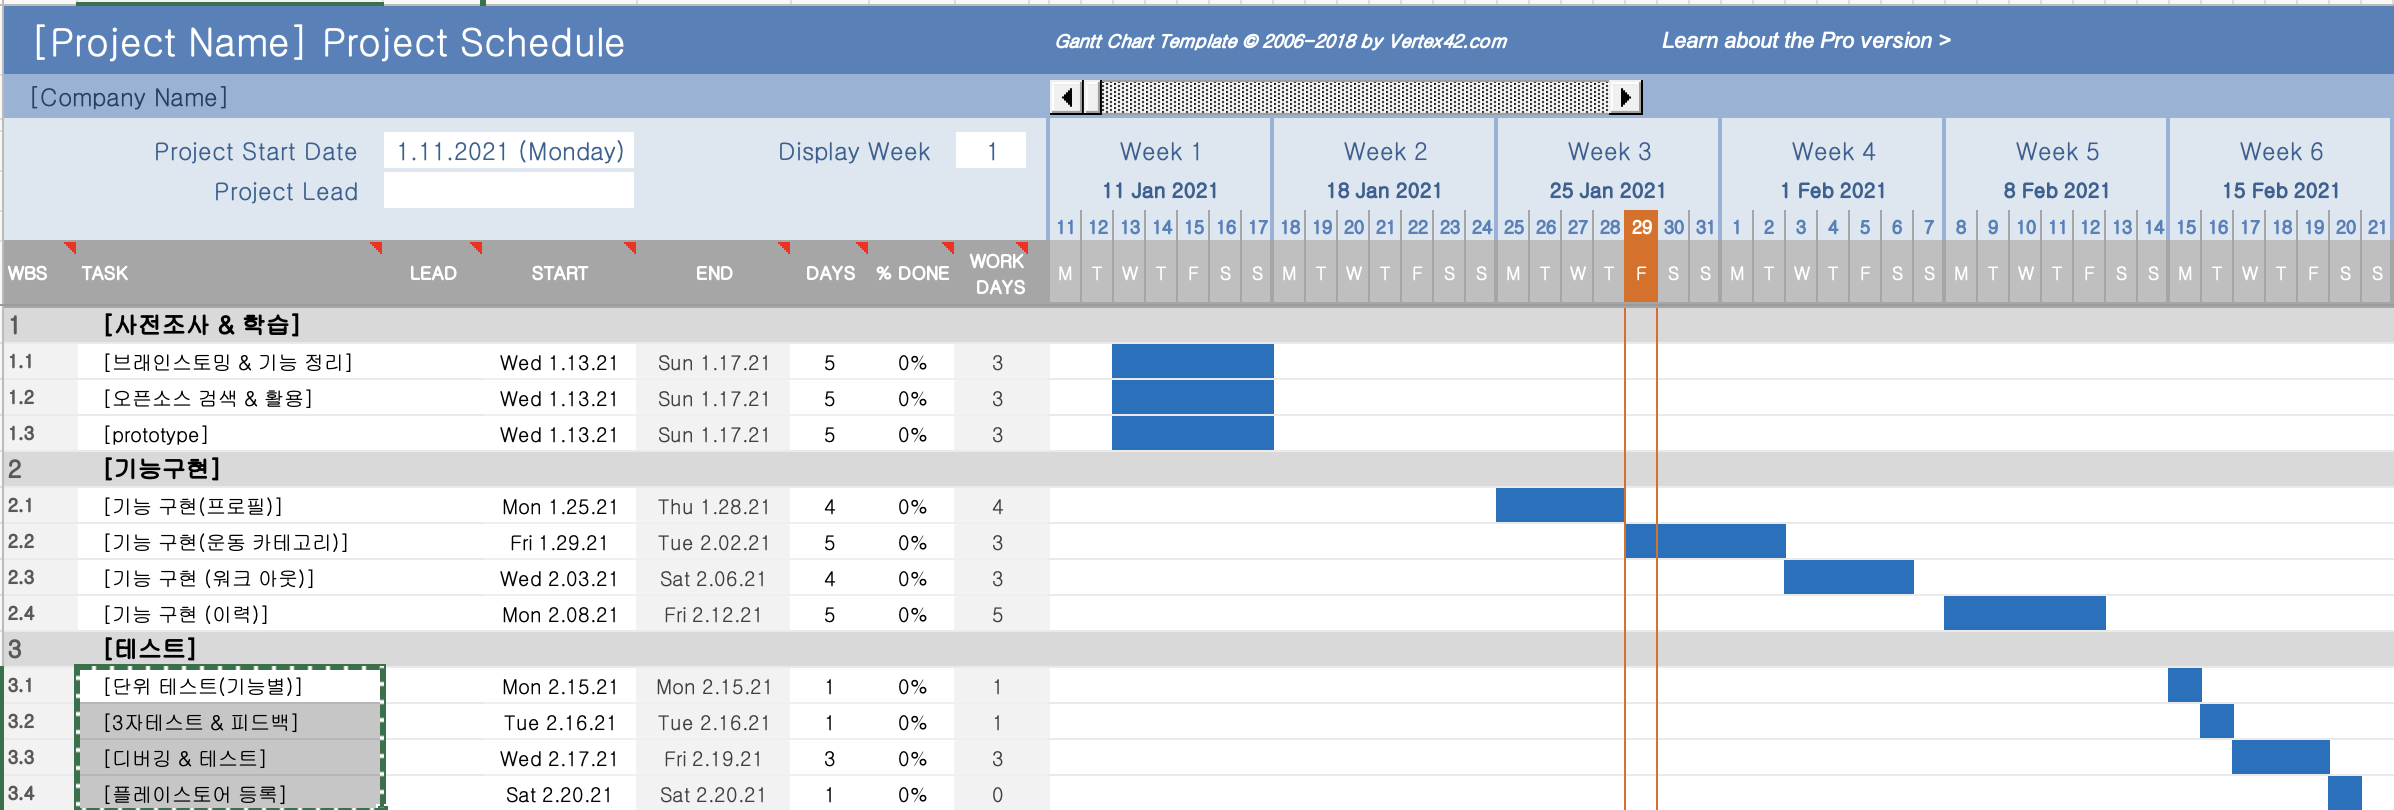 [Project Name] Project Schedule
Gantt Chart Template © 2006-2018 by Vertex42.com
Learn about the Pro version >
[Company Name]
Project Start Date 1.11.2021 (Monday) Display Week 1
Project Lead
Week 1 Week 2 Week 3 Week 4 Week 5 Week 6
11 Jan 2021 18 Jan 2021 25 Jan 2021 1 Feb 2021 8 Feb 2021 15 Feb 2021
11 12 13 14 15 16 17 18 19 20 21 22 23 24 25 26 27 28 29 30 31 1 2 3 4 5 6 7 8 9 10 11 12 13 14 15 16 17 18 19 20 21
WBS TASK LEAD START END DAYS % DONE WORK DAYS M T W T F S S M T W T F S S M T W T F S S M T W T F S S M T W T F S S M T W T F S S
1 [사전조사 & 학습]
1.1 [브래인스토밍 & 기능 정리] Wed 1.13.21 Sun 1.17.21 5 0% 3
1.2 [오픈소스 검색 & 활용] Wed 1.13.21 Sun 1.17.21 5 0% 3
1.3 [prototype] Wed 1.13.21 Sun 1.17.21 5 0% 3
2 [기능구현]
2.1 [기능 구현(프로필)] Mon 1.25.21 Thu 1.28.21 4 0% 4
2.2 [기능 구현(운동 카테고리)] Fri 1.29.21 Tue 2.02.21 5 0% 3
2.3 [기능 구현 (워크 아웃)] Wed 2.03.21 Sat 2.06.21 4 0% 3
2.4 [기능 구현 (이력)] Mon 2.08.21 Fri 2.12.21 5 0% 5
3 [테스트]
3.1 [단위 테스트(기능별)] Mon 2.15.21 Mon 2.15.21 1 0% 1
3.2 [3자테스트 & 피드백] Tue 2.16.21 Tue 2.16.21 1 0% 1
3.3 [디버깅 & 테스트] Wed 2.17.21 Fri 2.19.21 3 0% 3
3.4 [플레이스토어 등록] Sat 2.20.21 Sat 2.20.21 1 0% 0